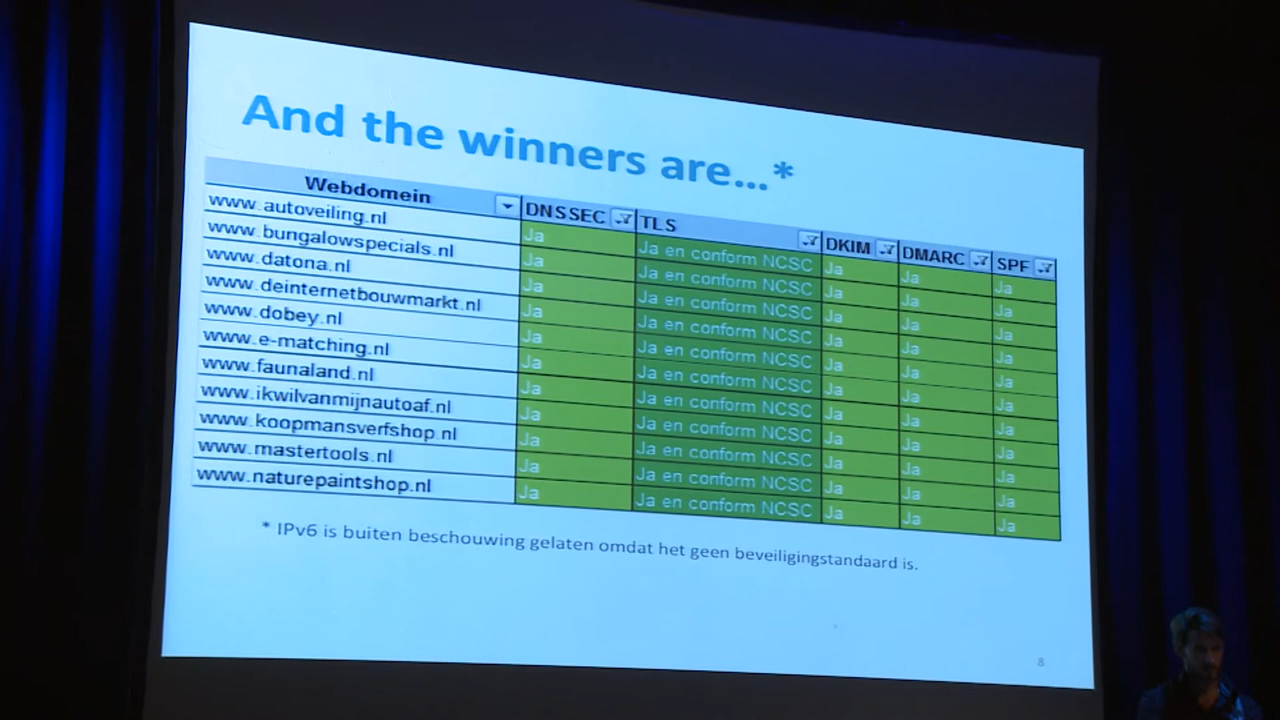 And the winners are...*
Webdomein DNSSEC TLS DKIM DMARC SPF
www.autoveiling.nl Ja Ja en conform NCSC Ja Ja Ja
www.bungalowspecials.nl Ja Ja en conform NCSC Ja Ja Ja
www.datona.nl Ja Ja en conform NCSC Ja Ja Ja
www.deinternetbouwmarkt.nl Ja Ja en conform NCSC Ja Ja Ja
www.dobey.nl Ja Ja en conform NCSC Ja Ja Ja
www.e-matching.nl Ja Ja en conform NCSC Ja Ja Ja
www.faunaland.nl Ja Ja en conform NCSC Ja Ja Ja
www.ikwilvanmijnautoaf.nl Ja Ja en conform NCSC Ja Ja Ja
www.koopmansverfshop.nl Ja Ja en conform NCSC Ja Ja Ja
www.mastertools.nl Ja Ja en conform NCSC Ja Ja Ja
www.naturepaintshop.nl Ja Ja en conform NCSC Ja Ja Ja
* IPv6 is buiten beschouwing gelaten omdat het geen beveiligingstandaard is.
8